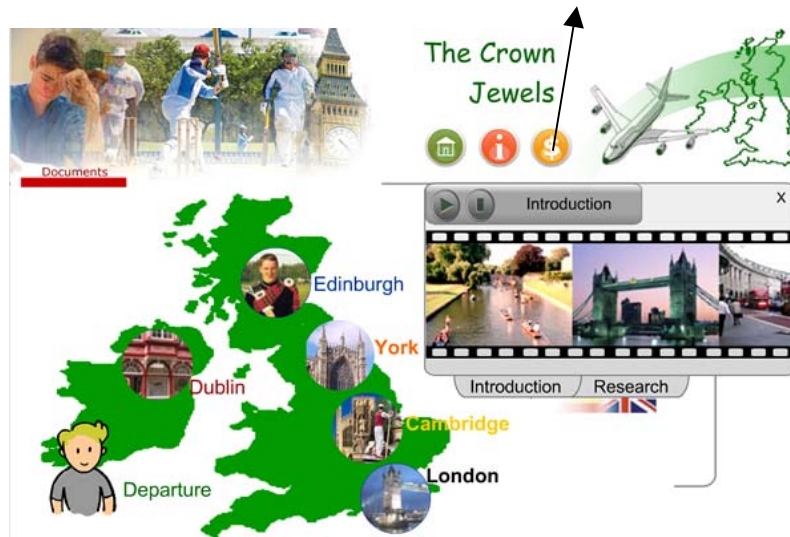 The Crown
Jewels
$
Documents
Introduction
X
Edinburgh
York
Dublin
Introduction
Research
Cambridge
London
Departure